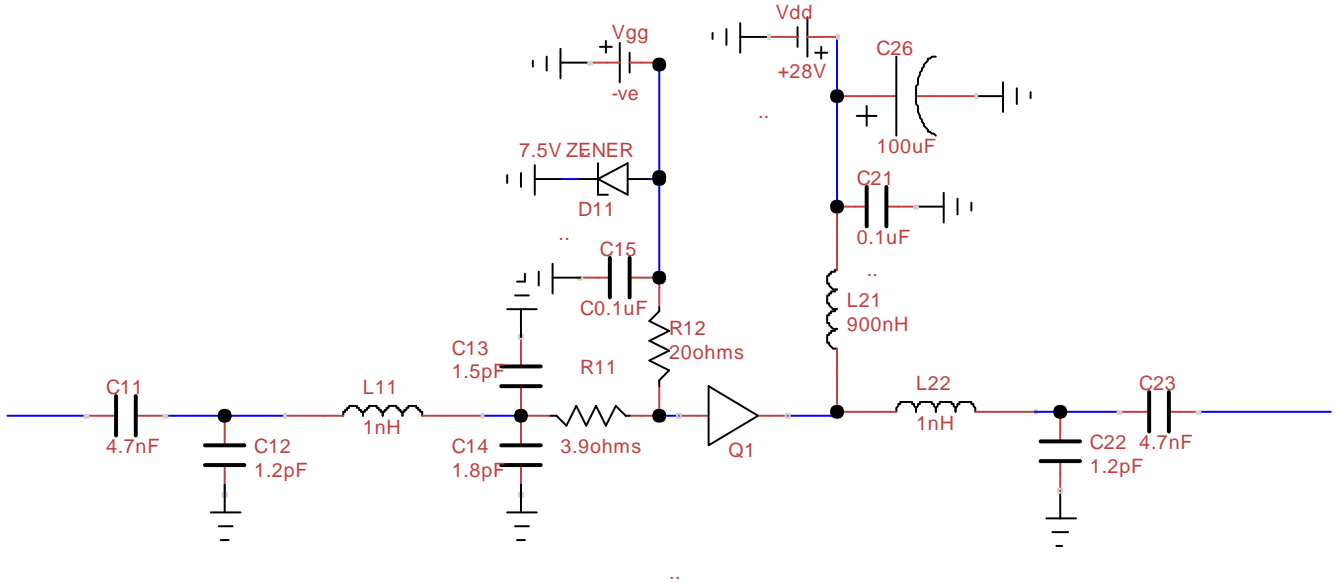 Vgg
+
-ve
Vdd
+
+28V
C26
+
100uF
..
7.5V ZENER
D11
C21
0.1uF
..
..
C15
C0.1uF
L21
900nH
R12
20ohms
C13
1.5pF
R11
C11
4.7nF
L11
1nH
C12
1.2pF
C14
1.8pF
3.9ohms
Q1
L22
1nH
C23
4.7nF
C22
1.2pF
..